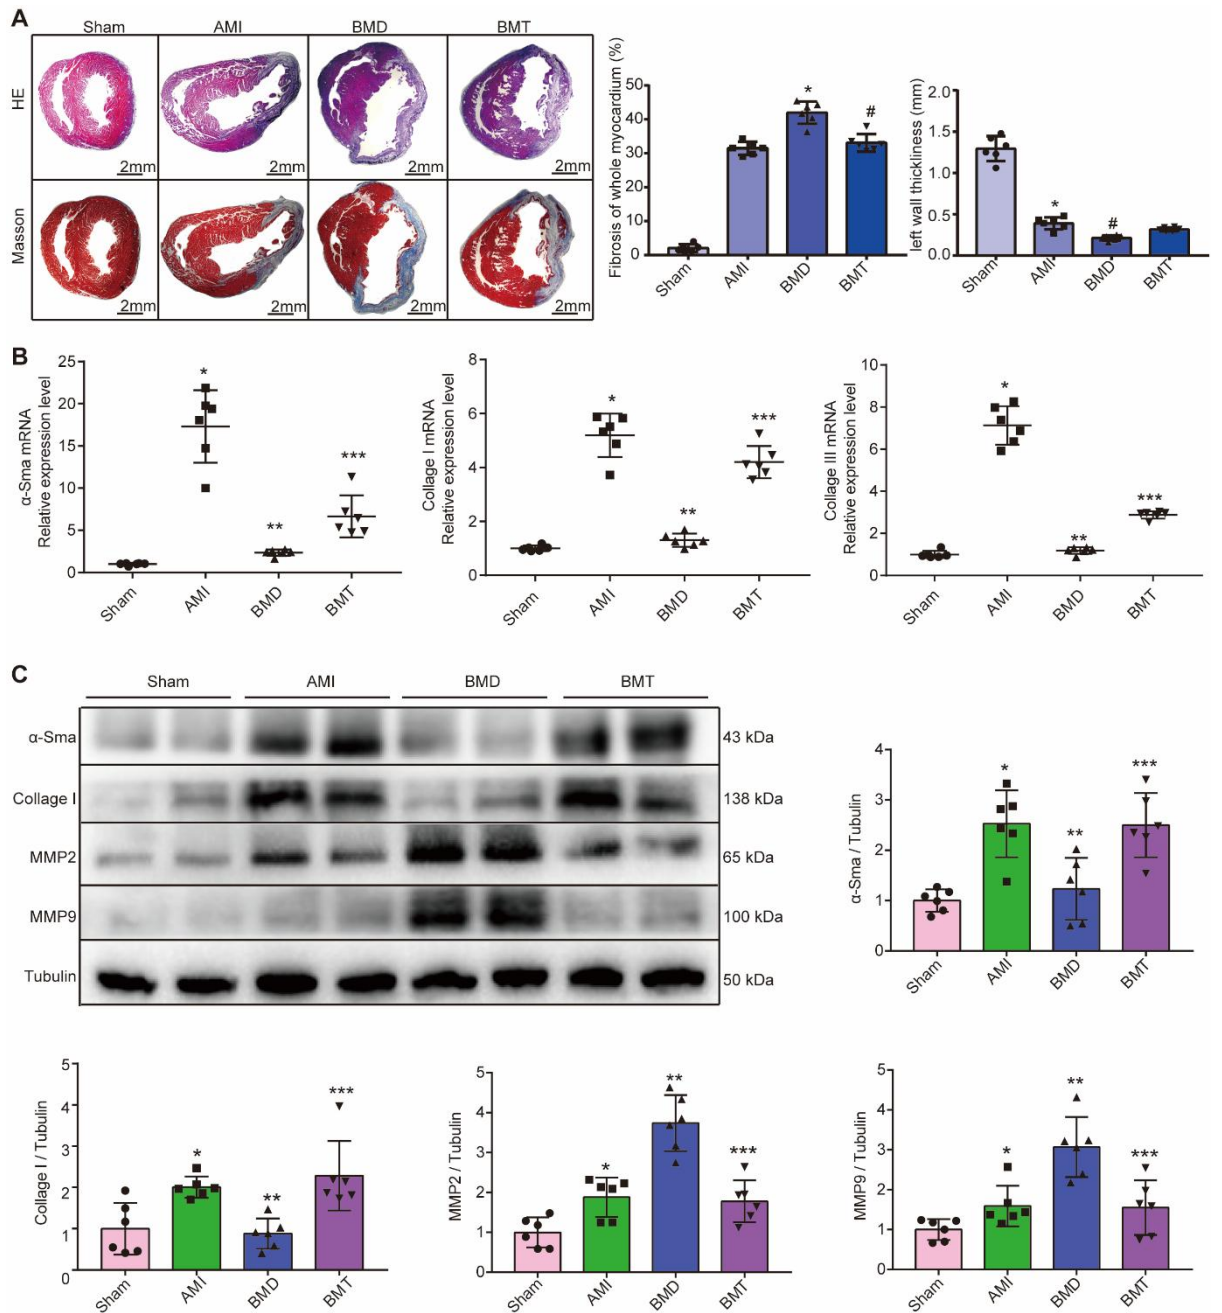 A
Sham AMI BMD BMT
HE
2mm 2mm 2mm 2mm
Masson
2mm 2mm 2mm 2mm
Fibrosis of whole myocardium (%)
50
40
30
20
10
0
* #
Sham AMI BMD BMT
left wall thickliness (mm)
2.0
1.5
1.0
0.5
0.0
* #
Sham AMI BMD BMT
B
α-Sma mRNA
Relative expression level
25
20
15
10
5
0
* ** ***
Sham AMI BMD BMT
Collage I mRNA
Relative expression level
8
6
4
2
0
* ** ***
Sham AMI BMD BMT
Collage III mRNA
Relative expression level
10
8
6
4
2
0
* ** ***
Sham AMI BMD BMT
C
Sham AMI BMD BMT
α-Sma 43 kDa
Collage I 138 kDa
MMP2 65 kDa
MMP9 100 kDa
Tubulin 50 kDa
α-Sma / Tubulin
4
3
2
1
0
* ** ***
Sham AMI BMD BMT
Collage I / Tubulin
5
4
3
2
1
0
* ** ***
Sham AMI BMD BMT
MMP2 / Tubulin
5
4
3
2
1
0
* ** ***
Sham AMI BMD BMT
MMP9 / Tubulin
5
4
3
2
1
0
* ** ***
Sham AMI BMD BMT